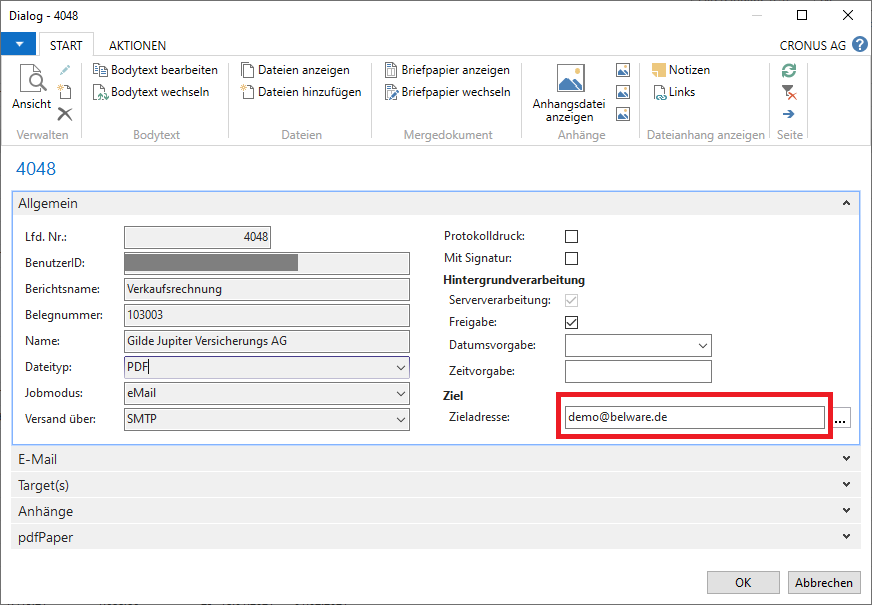 Dialog - 4048
START AKTIONEN CRONUS AG ?
Ansicht
Verwalten
Bodytext bearbeiten
Bodytext wechseln
Bodytext
Dateien anzeigen
Dateien hinzufügen
Dateien
Briefpapier anzeigen
Briefpapier wechseln
Mergedokument
Anhangsdatei
anzeigen
Anhänge
Notizen
Links
Dateianhang anzeigen
Seite
4048
Allgemein
Lfd. Nr.: 4048
BenutzerID:
Berichtsname: Verkaufsrechnung
Belegnummer: 103003
Name: Gilde Jupiter Versicherungs AG
Dateityp: PDF
Jobmodus: eMail
Versand über: SMTP
Protokolldruck:
Mit Signatur:
Hintergrundverarbeitung
Serververarbeitung:
Freigabe:
Datumsvorgabe:
Zeitvorgabe:
Ziel
Zieladresse: demo@belware.de ...
E-Mail
Target(s)
Anhänge
pdfPaper
OK Abbrechen